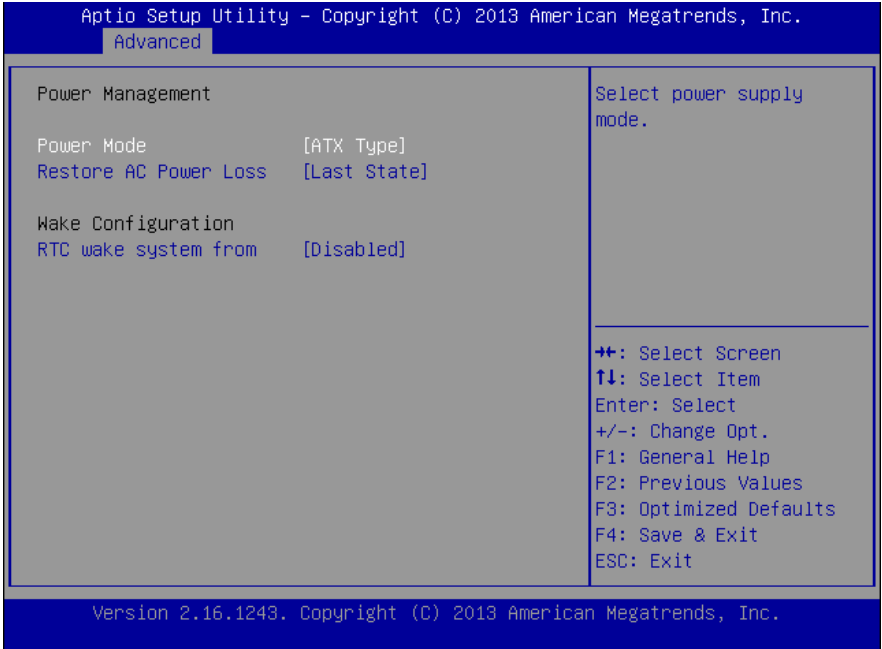 Aptio Setup Utility – Copyright (C) 2013 American Megatrends, Inc.
Advanced
Power Management
Power Mode [ATX Type]
Restore AC Power Loss [Last State]
Wake Configuration
RTC wake system from [Disabled]
Select power supply
mode.
→←: Select Screen
↑↓: Select Item
Enter: Select
+/-: Change Opt.
F1: General Help
F2: Previous Values
F3: Optimized Defaults
F4: Save & Exit
ESC: Exit
Version 2.16.1243. Copyright (C) 2013 American Megatrends, Inc.